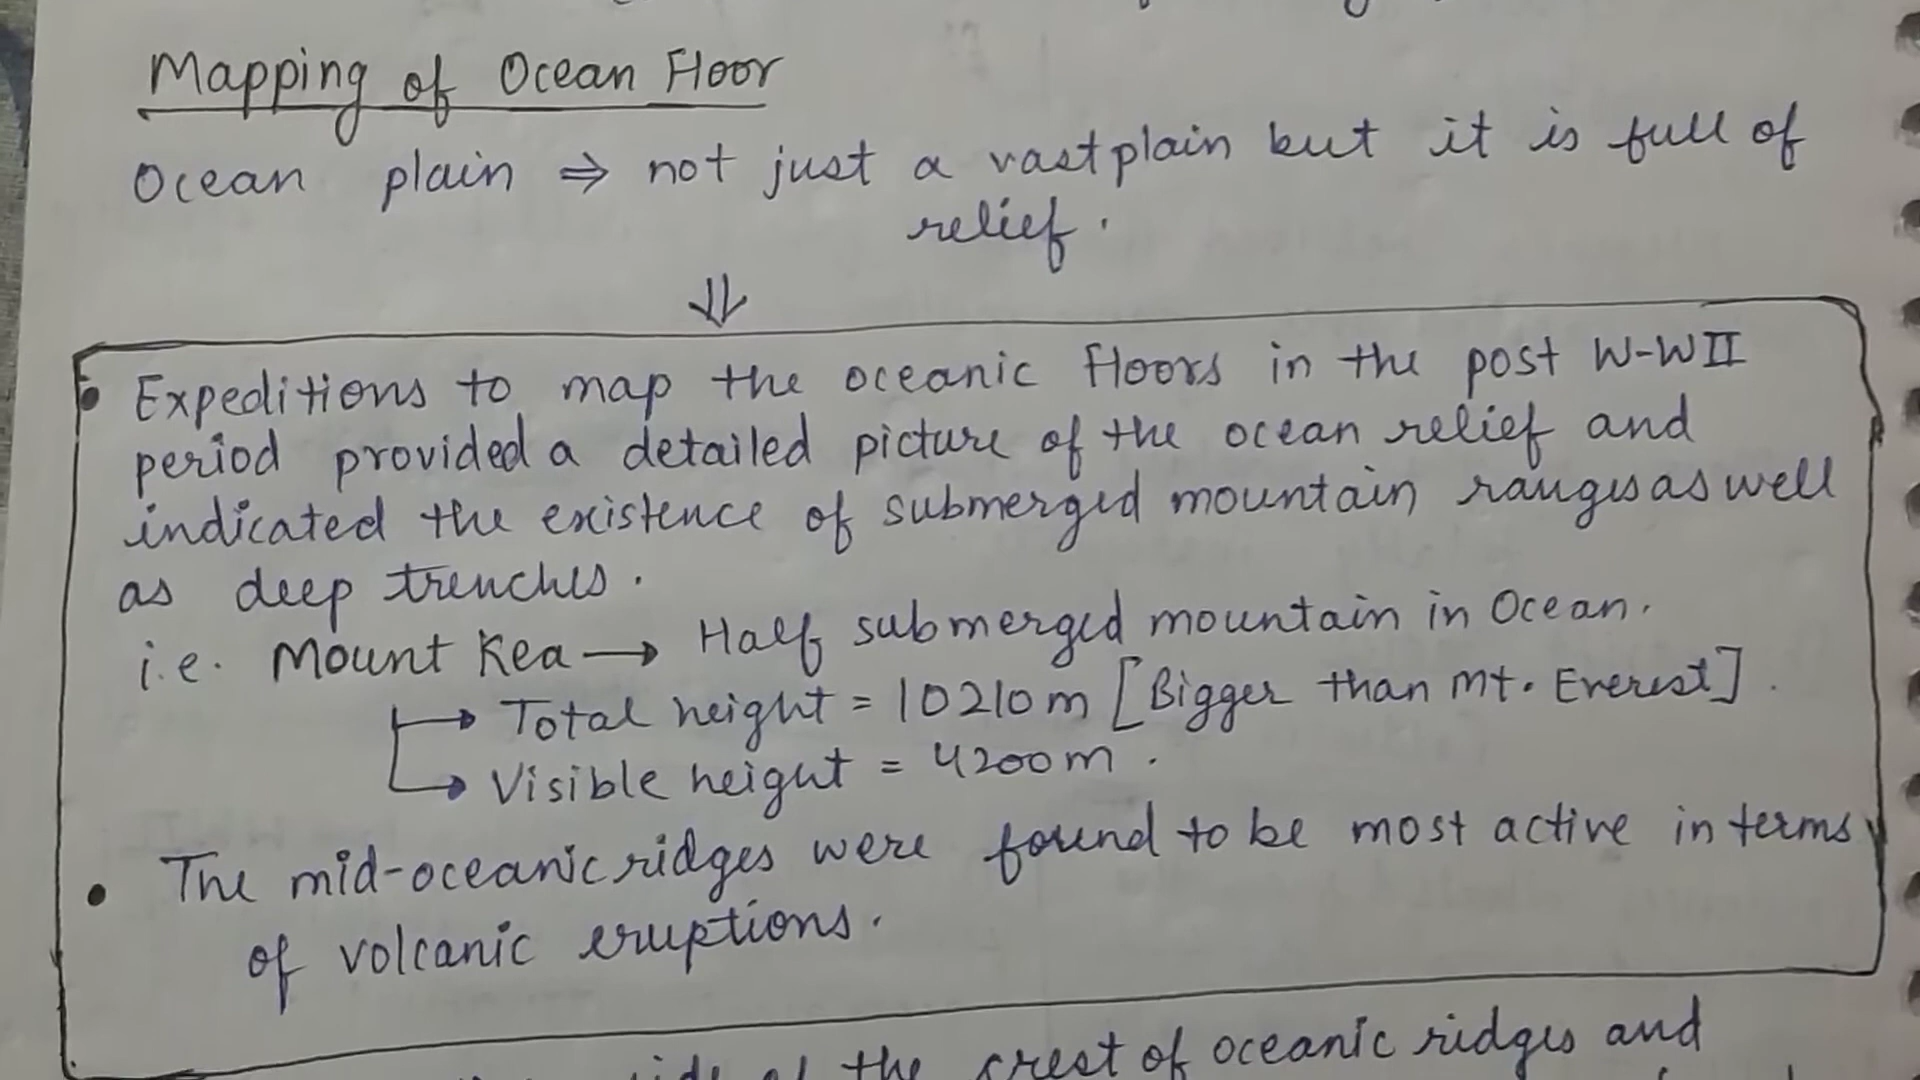 Mapping of Ocean Floor
Ocean plain ⇒ not just a vast plain but it is full of
relief.
⇓
• Expeditions to map the oceanic floors in the post W-WII
period provided a detailed picture of the ocean relief and
indicated the existence of submerged mountain ranges as well
as deep trenches.
i.e. Mount Kea → Half submerged mountain in Ocean.
→ Total height = 10210m [Bigger than Mt. Everest].
→ Visible height = 4200m.
• The mid-oceanic ridges were found to be most active in terms
of volcanic eruptions.
the crest of oceanic ridges and